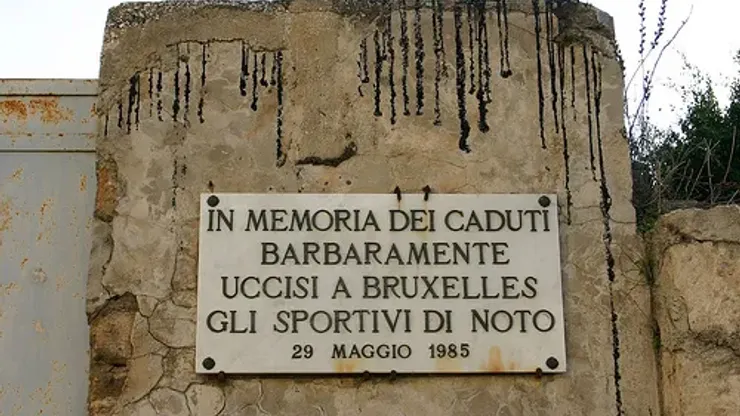 IN MEMORIA DEI CADUTI
BARBARAMENTE
UCCISI A BRUXELLES
GLI SPORTIVI DI NOTO
29 MAGGIO 1985